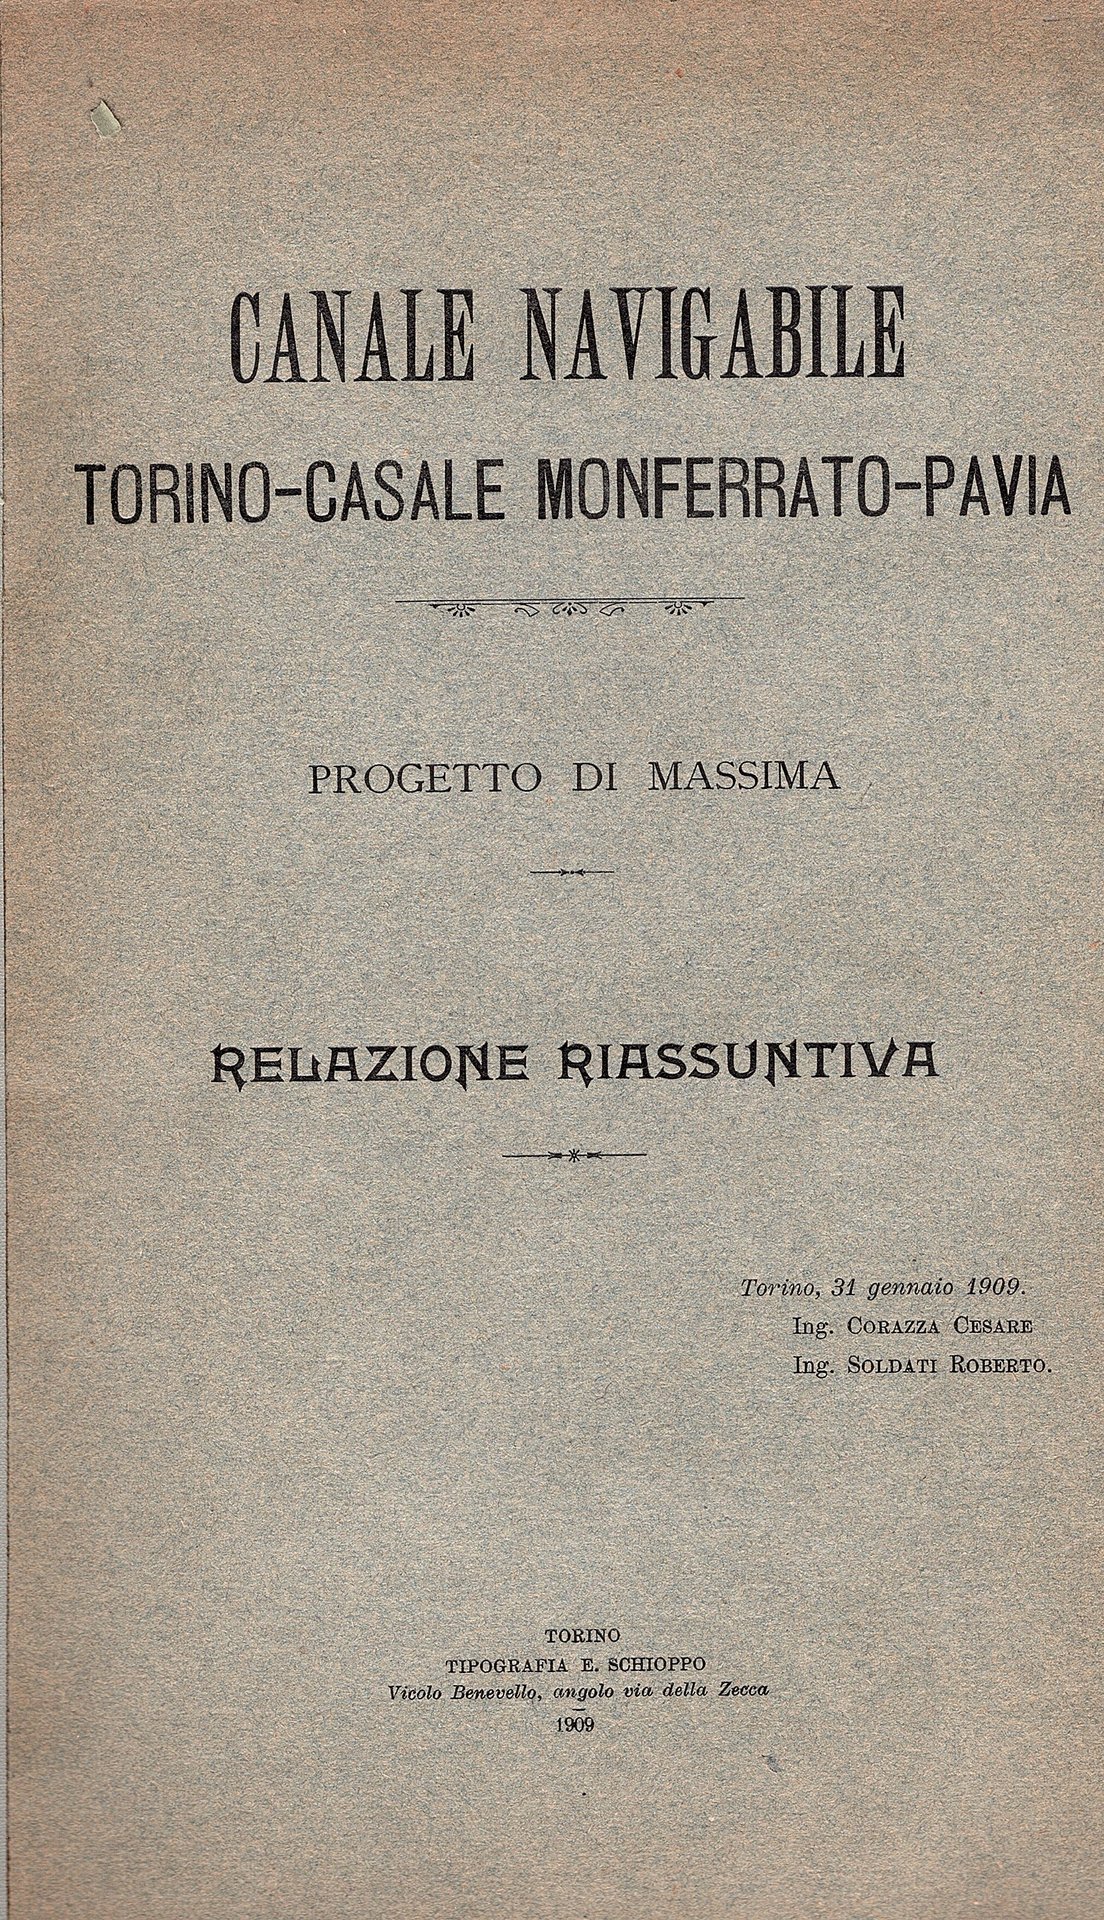 CANALE NAVIGABILE
TORINO-CASALE MONFERRATO-PAVIA
PROGETTO DI MASSIMA
RELAZIONE RIASSUNTIVA
Torino, 31 gennaio 1909.
Ing. CORAZZA CESARE
Ing. SOLDATI ROBERTO.
TORINO
TIPOGRAFIA E. SCHIOPPO
Vicolo Benevello, angolo via della Zecca
1909